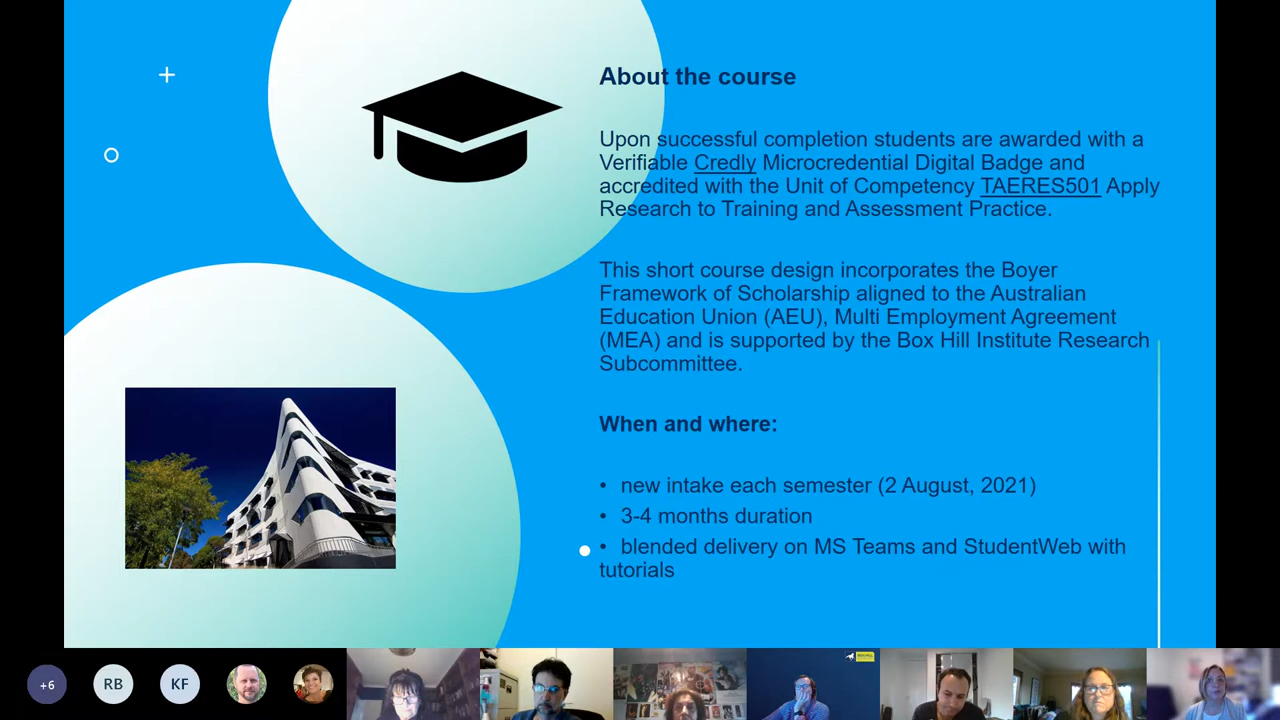 About the course
Upon successful completion students are awarded with a
Verifiable Credly Microcredential Digital Badge and
accredited with the Unit of Competency TAERES501 Apply
Research to Training and Assessment Practice.
This short course design incorporates the Boyer
Framework of Scholarship aligned to the Australian
Education Union (AEU), Multi Employment Agreement
(MEA) and is supported by the Box Hill Institute Research
Subcommittee.
When and where:
• new intake each semester (2 August, 2021)
• 3-4 months duration
• blended delivery on MS Teams and StudentWeb with
tutorials
+6
RB
KF